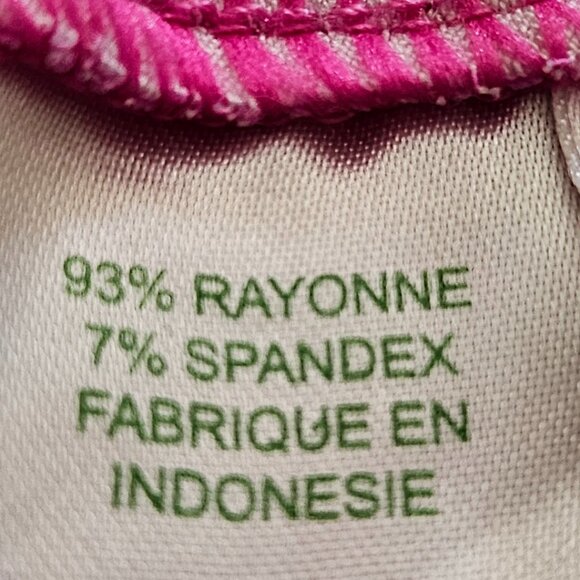 93% RAYONNE
7% SPANDEX
FABRIQUE EN
INDONESIE